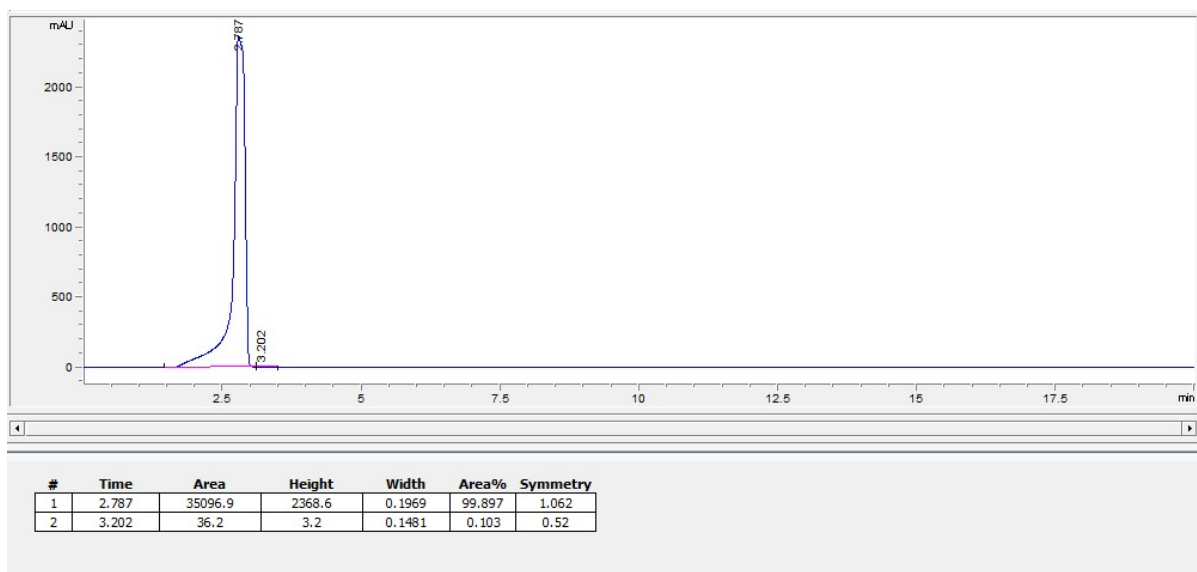 mAU
2.787
2000
1500
1000
500
3.202
0
2.5 5 7.5 10 12.5 15 17.5 min
# Time Area Height Width Area% Symmetry
1 2.787 35096.9 2368.6 0.1969 99.897 1.062
2 3.202 36.2 3.2 0.1481 0.103 0.52